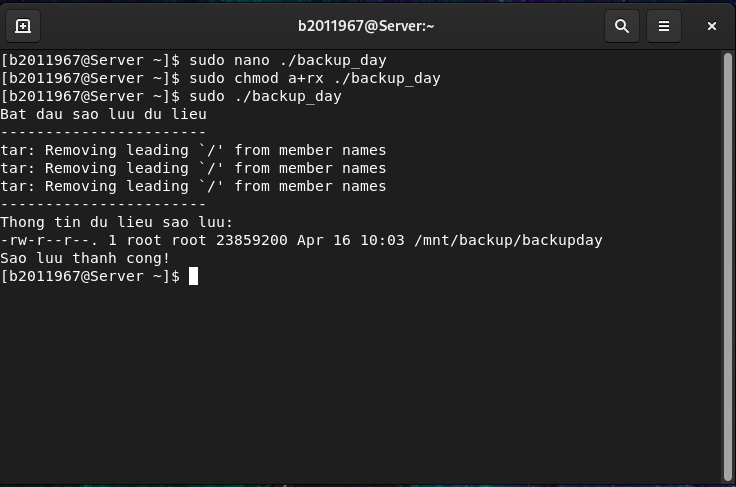 b2011967@Server:~
[b2011967@Server ~]$ sudo nano ./backup_day
[b2011967@Server ~]$ sudo chmod a+rx ./backup_day
[b2011967@Server ~]$ sudo ./backup_day
Bat dau sao luu du lieu
-----------------------
tar: Removing leading `/' from member names
tar: Removing leading `/' from member names
tar: Removing leading `/' from member names
-----------------------
Thong tin du lieu sao luu:
-rw-r--r--. 1 root root 23859200 Apr 16 10:03 /mnt/backup/backupday
Sao luu thanh cong!
[b2011967@Server ~]$